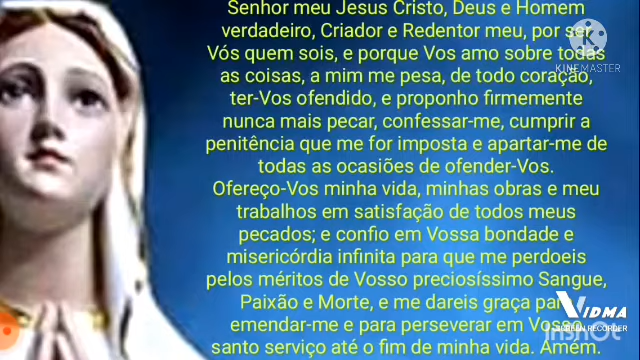 Senhor meu Jesus Cristo, Deus e Homem
verdadeiro, Criador e Redentor meu, por ser
Vós quem sois, e porque Vos amo sobre todas
as coisas, a mim me pesa, de todo coração,
ter-Vos ofendido, e proponho firmemente
nunca mais pecar, confessar-me, cumprir a
penitência que me for imposta e apartar-me de
todas as ocasiões de ofender-Vos.
Ofereço-Vos minha vida, minhas obras e meu
trabalhos em satisfação de todos meus
pecados; e confio em Vossa bondade e
misericórdia infinita para que me perdoeis
pelos méritos de Vosso preciosíssimo Sangue,
Paixão e Morte, e me dareis graça para
emendar-me e para perseverar em Vosso
santo serviço até o fim de minha vida. Amém.
KINEMASTER
VIDMA
SCREEN RECORDER
INSHOT